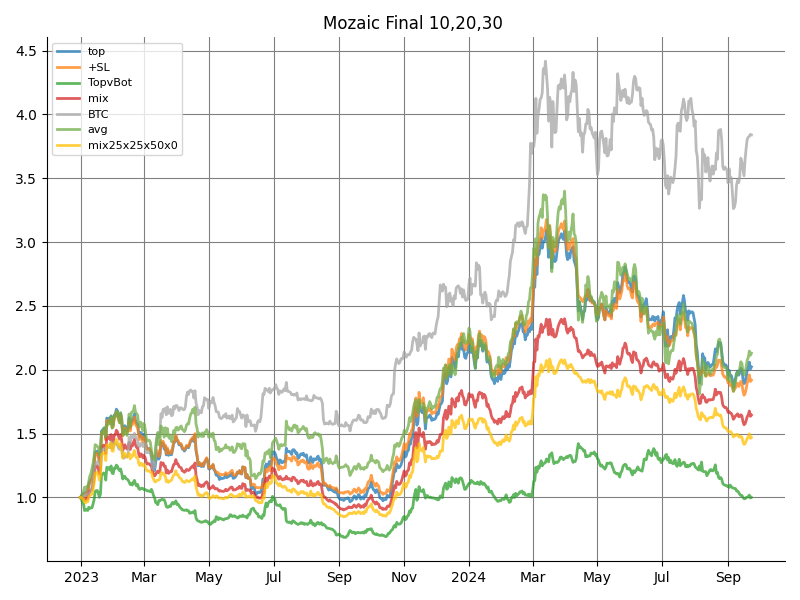 Mozaic Final 10,20,30
4.5
4.0
3.5
3.0
2.5
2.0
1.5
1.0
top
+SL
TopvBot
mix
BTC
avg
mix25x25x50x0
2023 Mar May Jul Sep Nov 2024 Mar May Jul Sep